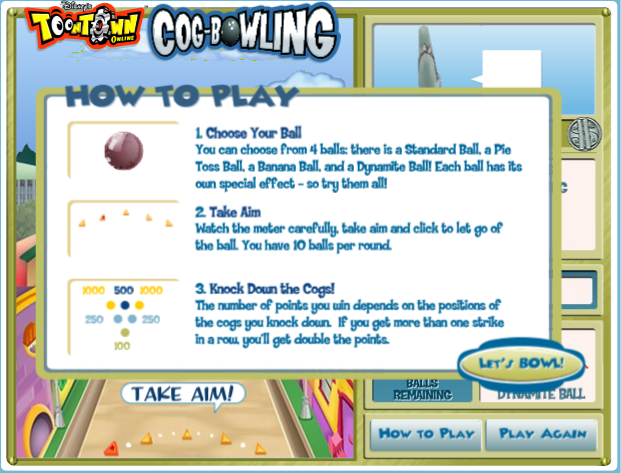 Disney's
TOONTOWN
ONLINE
COG-BOWLING
HOW TO PLAY
1. Choose Your Ball
You can choose from 4 balls: there is a Standard Ball, a Pie
Toss Ball, a Banana Ball, and a Dynamite Ball! Each ball has its
own special effect - so try them all!
2. Take Aim
Watch the meter carefully, take aim and click to let go of
the ball. You have 10 balls per round.
1000 500 1000
250 250
100
3. Knock Down the Cogs!
The number of points you win depends on the positions of
the cogs you knock down. If you get more than one strike
in a row, you'll get double the points.
LET'S BOWL!
TAKE AIM!
BALLS
REMAINING
DYNAMITE BALL
HOW TO PLAY
PLAY AGAIN